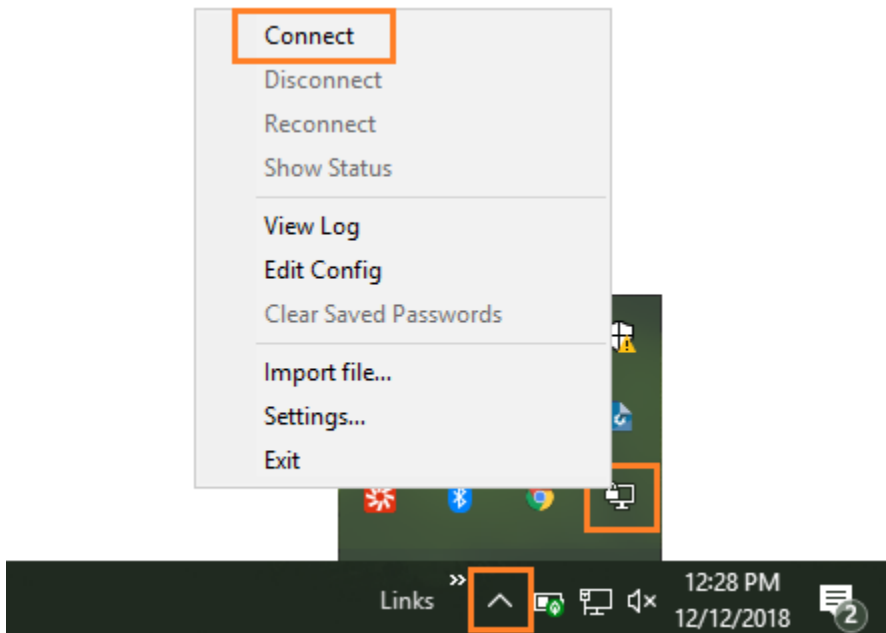 Connect
Disconnect
Reconnect
Show Status
View Log
Edit Config
Clear Saved Passwords
Import file...
Settings...
Exit
Links
12:28 PM
12/12/2018
2